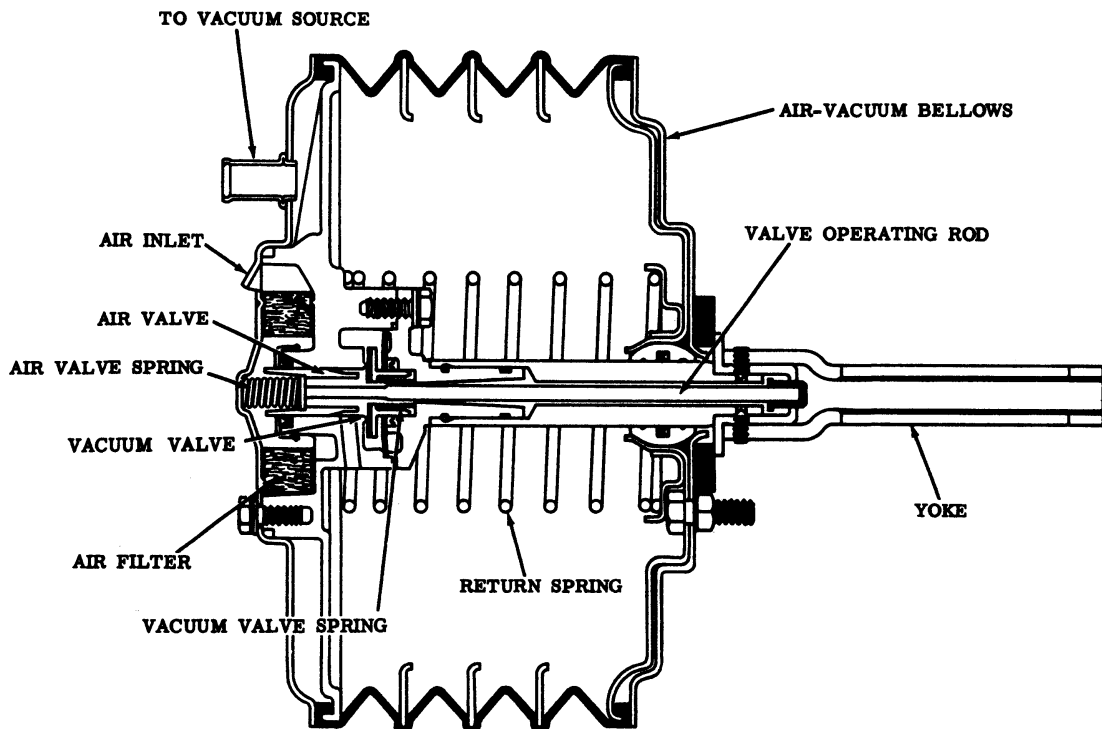 TO VACUUM SOURCE
AIR-VACUUM BELLOWS
AIR INLET
VALVE OPERATING ROD
AIR VALVE
AIR VALVE SPRING
VACUUM VALVE
YOKE
AIR FILTER
RETURN SPRING
VACUUM VALVE SPRING